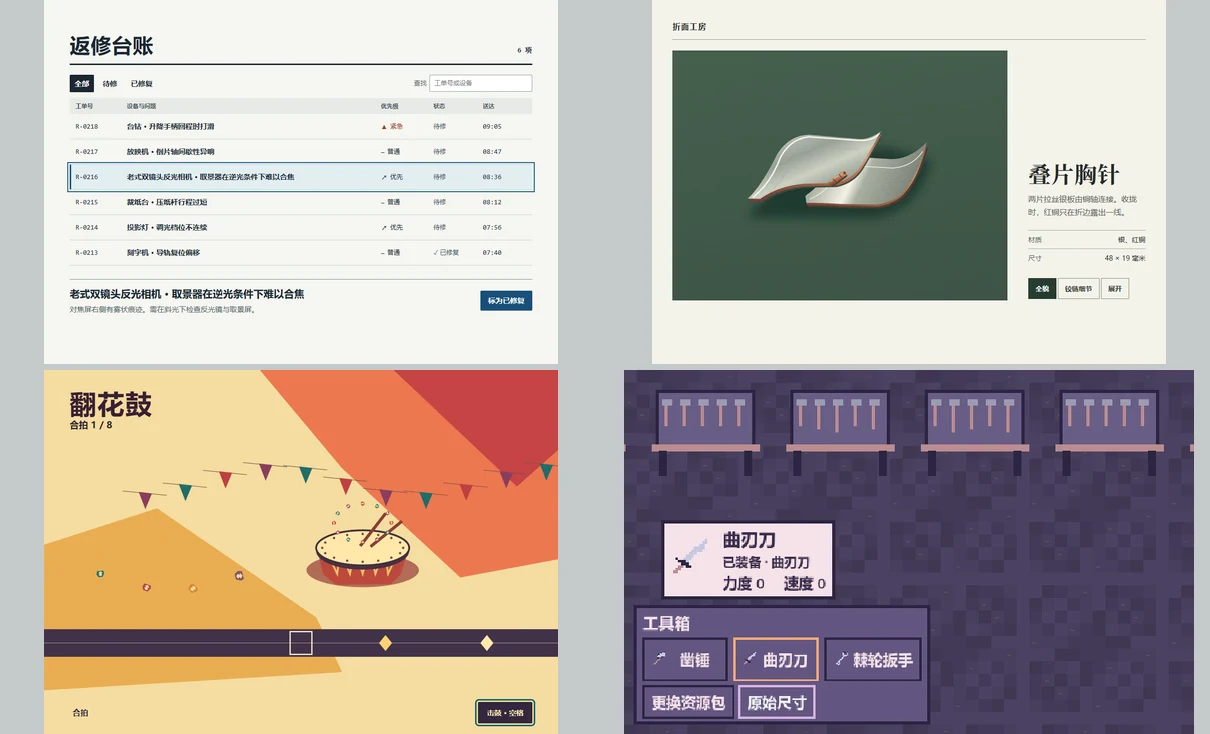 返修台账
6 项
全部 待修 已修复
查找 工单号或设备
工单号 设备与问题 优先级 状态 送达
R-0218 台钻・升降手柄回程时打滑 ▲ 紧急 待修 09:05
R-0217 放映机・倒片轴间歇性异响 – 普通 待修 08:47
R-0216 老式双镜头反光相机・取景器在逆光条件下难以合焦 ↗ 优先 待修 08:36
R-0215 裁纸台・压纸杆行程过短 – 普通 待修 08:12
R-0214 投影灯・调光档位不连续 ↗ 优先 待修 07:56
R-0213 刻字机・导轨复位偏移 – 普通 ✓ 已修复 07:40
老式双镜头反光相机・取景器在逆光条件下难以合焦
对焦屏右侧有雾状痕迹。需在斜光下检查反光镜与取景屏。
标为已修复
折面工房
叠片胸针
两片拉丝银板由铜轴连接。收拢
时，红铜只在折边露出一线。
材质 银、红铜
尺寸 48 × 19 毫米
全貌 铰链细节 展开
翻花鼓
合拍 1 / 8
合拍
击鼓・空格
曲刃刀
已装备・曲刃刀
力度 0 速度 0
工具箱
凿锤 曲刃刀 棘轮扳手
更换资源包 原始尺寸